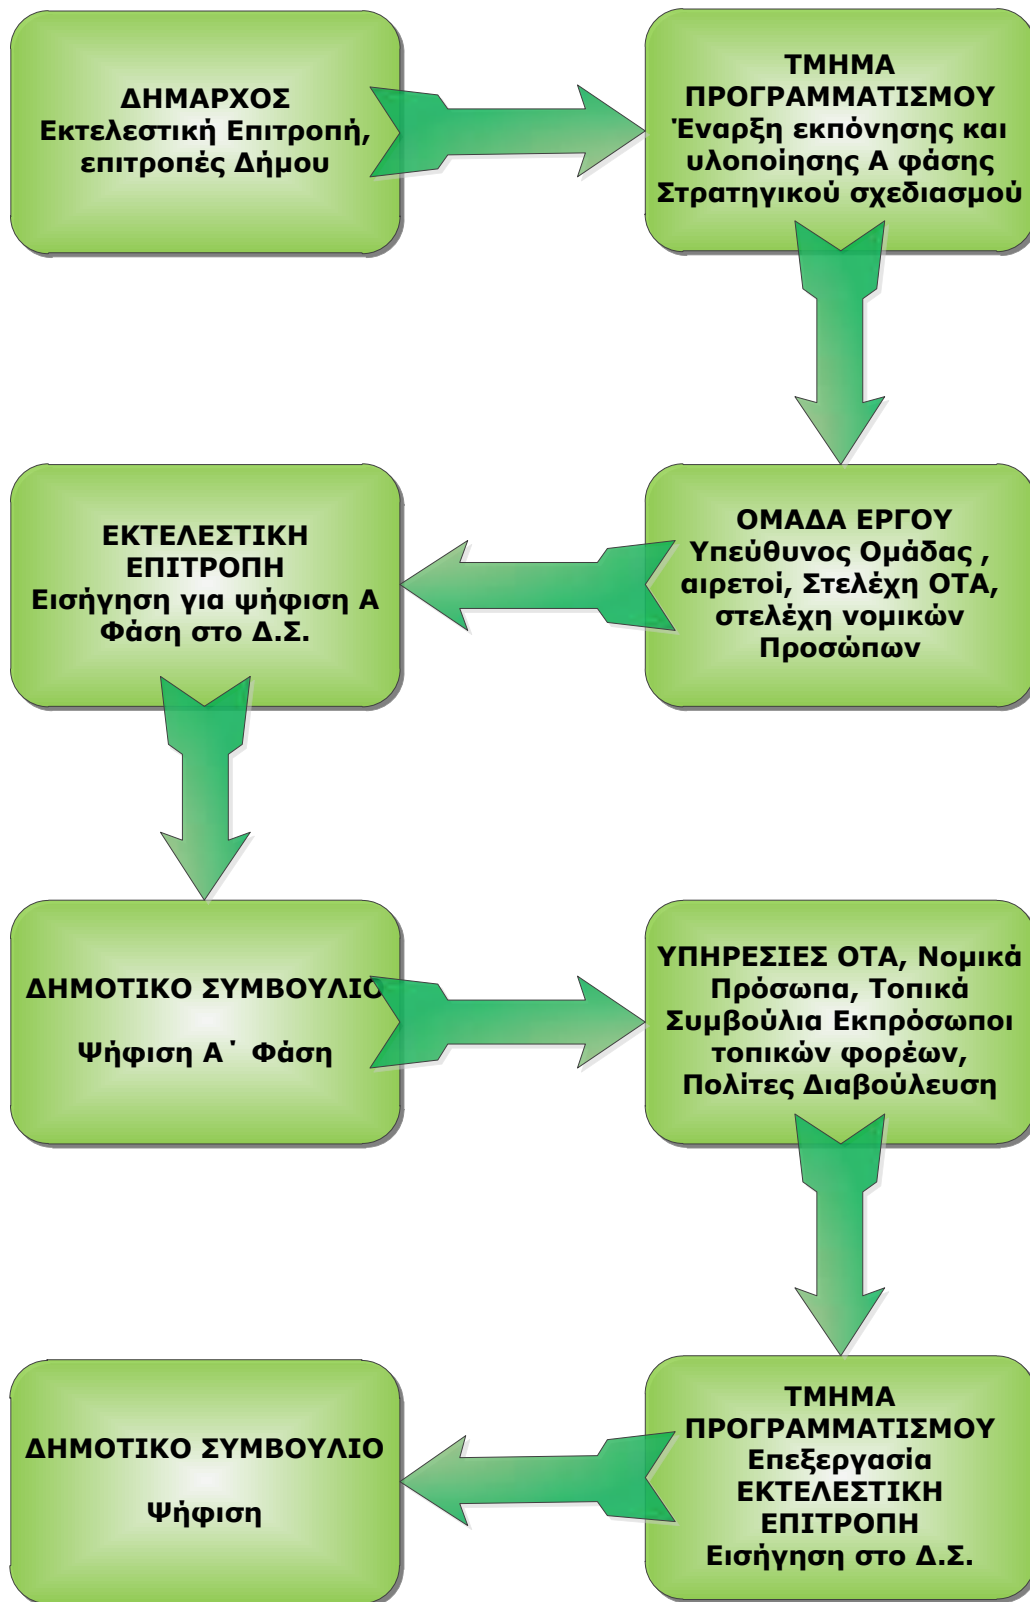 ΔΗΜΑΡΧΟΣ
Εκτελεστική Επιτροπή,
επιτροπές Δήμου
ΤΜΗΜΑ
ΠΡΟΓΡΑΜΜΑΤΙΣΜΟΥ
Έναρξη εκπόνησης και
υλοποίησης Α φάσης
Στρατηγικού σχεδιασμού
ΟΜΑΔΑ ΕΡΓΟΥ
Υπεύθυνος Ομάδας ,
αιρετοί, Στελέχη ΟΤΑ,
στελέχη νομικών
Προσώπων
ΕΚΤΕΛΕΣΤΙΚΗ
ΕΠΙΤΡΟΠΗ
Εισήγηση για ψήφιση Α
Φάση στο Δ.Σ.
ΔΗΜΟΤΙΚΟ ΣΥΜΒΟΥΛΙΟ
Ψήφιση Α΄ Φάση
ΥΠΗΡΕΣΙΕΣ ΟΤΑ, Νομικά
Πρόσωπα, Τοπικά
Συμβούλια Εκπρόσωποι
τοπικών φορέων,
Πολίτες Διαβούλευση
ΤΜΗΜΑ
ΠΡΟΓΡΑΜΜΑΤΙΣΜΟΥ
Επεξεργασία
ΕΚΤΕΛΕΣΤΙΚΗ
ΕΠΙΤΡΟΠΗ
Εισήγηση στο Δ.Σ.
ΔΗΜΟΤΙΚΟ ΣΥΜΒΟΥΛΙΟ
Ψήφιση